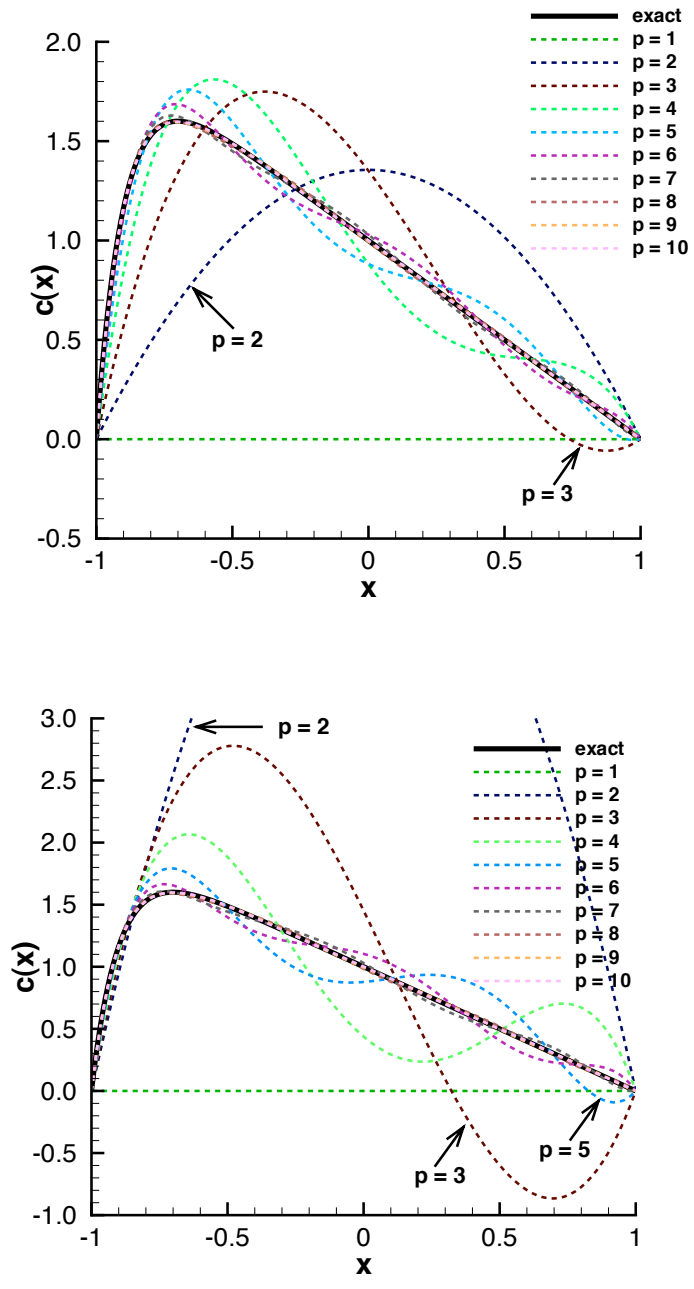 exact
p = 1
p = 2
p = 3
p = 4
p = 5
p = 6
p = 7
p = 8
p = 9
p = 10
2.0
1.5
1.0
0.5
0.0
-0.5
c(x)
p = 2
p = 3
-1
-0.5
0
0.5
1
x
3.0
2.5
2.0
1.5
1.0
0.5
0.0
-0.5
-1.0
c(x)
p = 2
exact
p = 1
p = 2
p = 3
p = 4
p = 5
p = 6
p = 7
p = 8
p = 9
p = 10
p = 5
p = 3
-1
-0.5
0
0.5
1
x